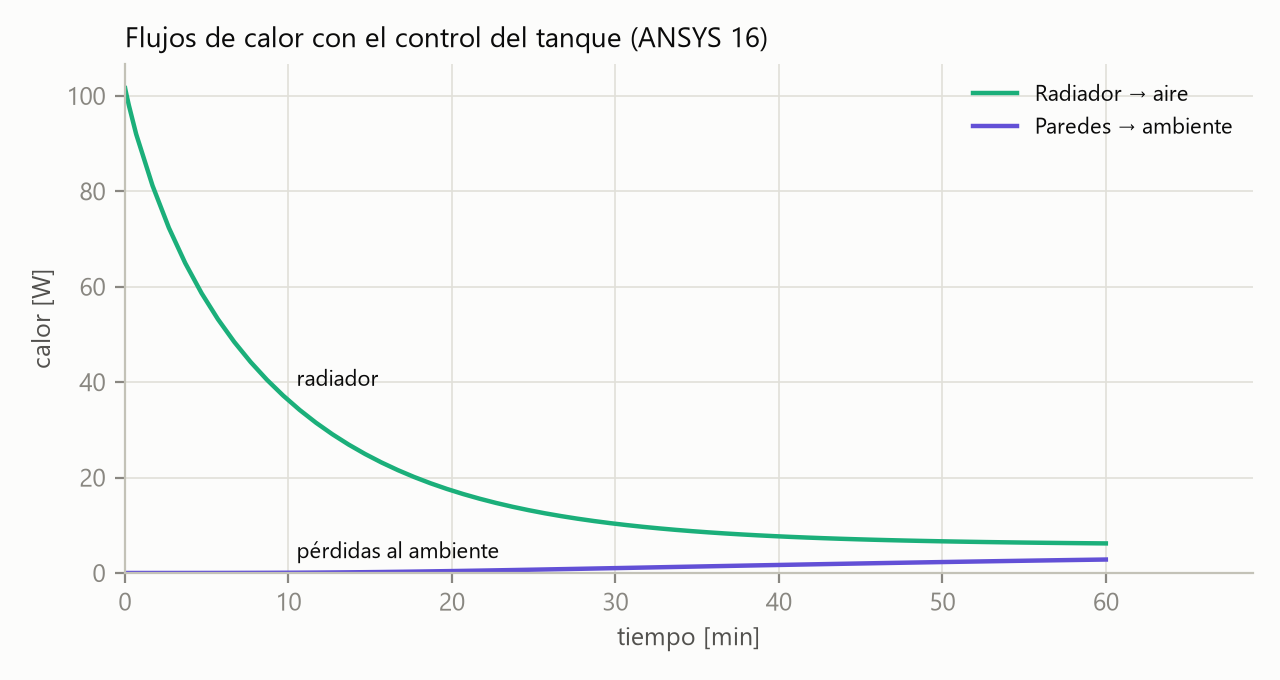 Flujos de calor con el control del tanque (ANSYS 16)
Radiador → aire
Paredes → ambiente
calor [W]
100
80
60
40
20
0
radiador
pérdidas al ambiente
0 10 20 30 40 50 60
tiempo [min]